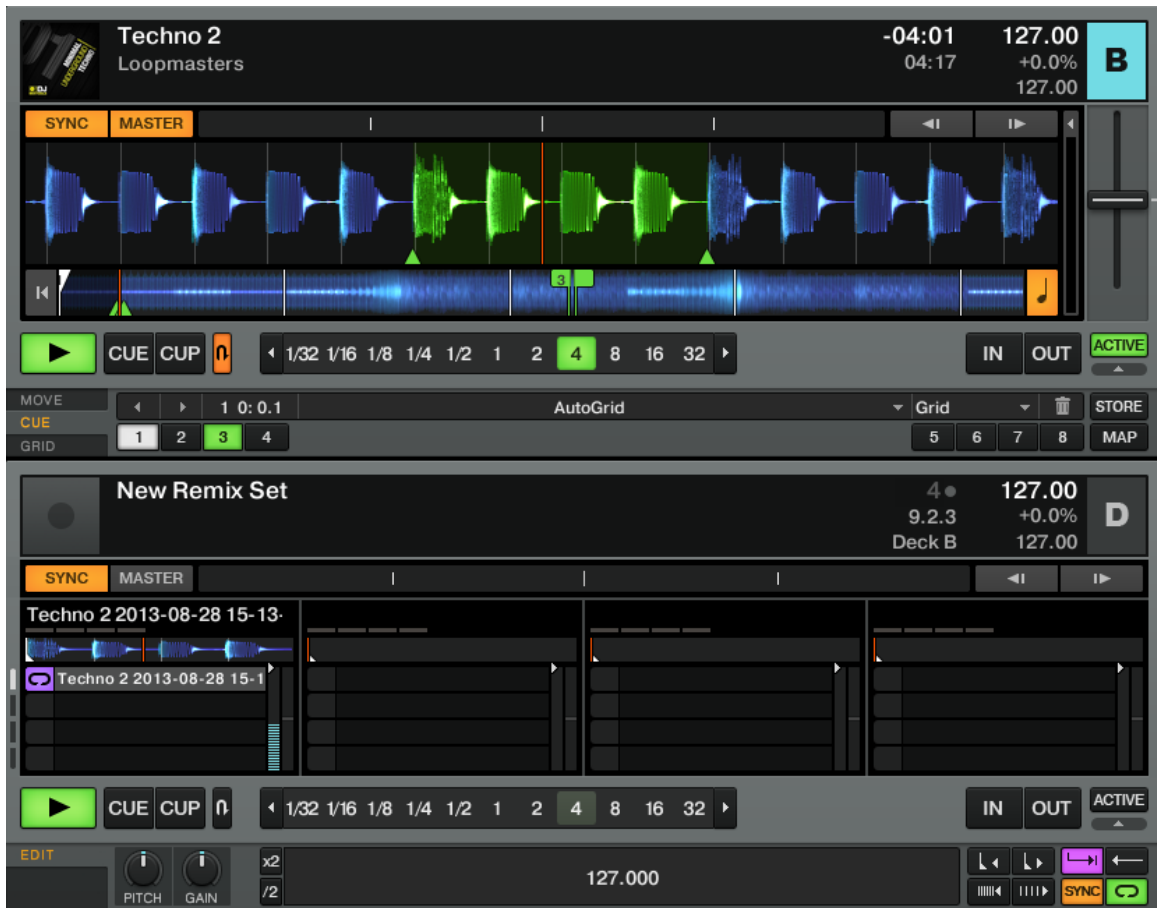 Techno 2
-04:01 127.00
Loopmasters
04:17 +0.0%
127.00
B
MINIMAL
UNDERGROUND
TECHNO
SYNC MASTER
3
CUE CUP 1/32 1/16 1/8 1/4 1/2 1 2 4 8 16 32 IN OUT ACTIVE
MOVE
CUE
GRID
1 0: 0.1 AutoGrid Grid STORE
1 2 3 4 5 6 7 8 MAP
New Remix Set
4 127.00
9.2.3 +0.0%
Deck B 127.00
D
SYNC MASTER
Techno 2 2013-08-28 15-13-
Techno 2 2013-08-28 15-1
CUE CUP 1/32 1/16 1/8 1/4 1/2 1 2 4 8 16 32 IN OUT ACTIVE
EDIT
PITCH GAIN
x2
/2
127.000
SYNC